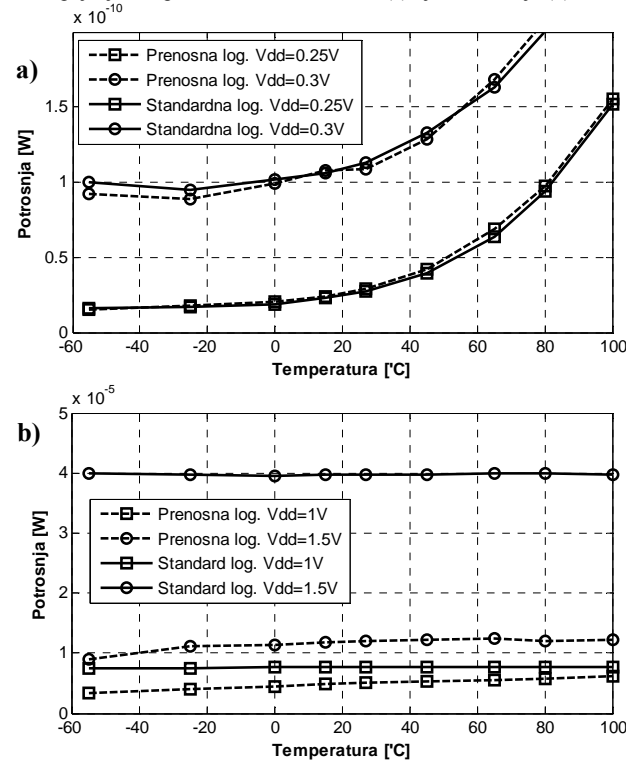 x 10^-10
a)
Prenosna log. Vdd=0.25V
Prenosna log. Vdd=0.3V
Standardna log. Vdd=0.25V
Standardna log. Vdd=0.3V
Potrosnja [W]
1.5
1
0.5
0
-60 -40 -20 0 20 40 60 80 100
Temperatura ['C]
x 10^-5
b)
5
4
3
2
1
0
Potrosnja [W]
Prenosna log. Vdd=1V
Prenosna log. Vdd=1.5V
Standard log. Vdd=1V
Standard log. Vdd=1.5V
-60 -40 -20 0 20 40 60 80 100
Temperatura ['C]